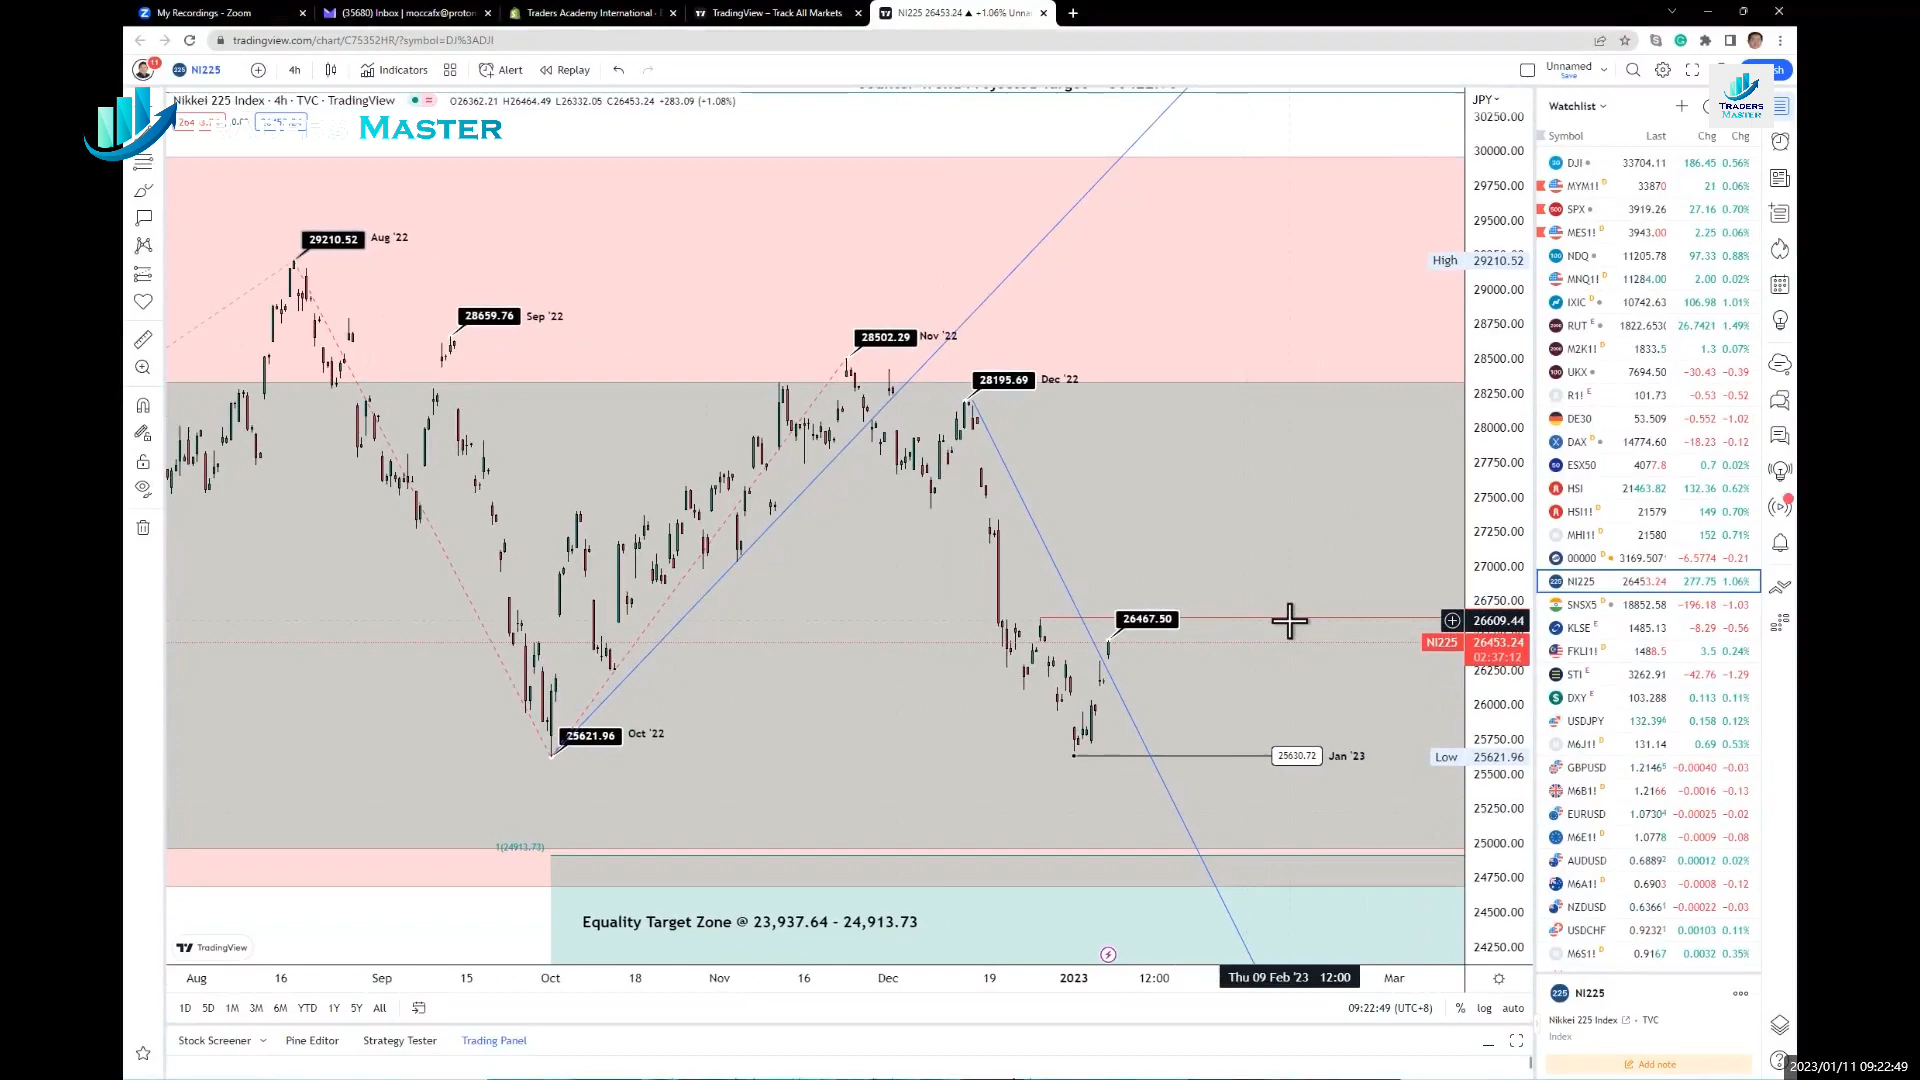 My Recordings - Zoom
(35680) Inbox | moccafx@proton
Traders Academy International ·
TradingView – Track All Markets
NI225 26453.24 ▲ +1.06% Unna
tradingview.com/chart/C75352HR/?symbol=DJ%3ADJI
11
NI225
4h
Indicators
Alert
Replay
Unnamed
Save
Nikkei 225 Index · 4h · TVC · TradingView
O26362.21 H26464.49 L26332.05 C26453.24 +283.09 (+1.08%)
MASTER
TRADERS
MASTER
JPY
30250.00
30000.00
29750.00
29500.00
High 29210.52
29000.00
28750.00
28500.00
28250.00
28000.00
27750.00
27500.00
27250.00
27000.00
26750.00
26609.44
NI225 26453.24
02:37:12
26250.00
26000.00
25750.00
Low 25621.96
25500.00
25250.00
25000.00
24750.00
24500.00
24250.00
29210.52 Aug '22
28659.76 Sep '22
28502.29 Nov '22
28195.69 Dec '22
26467.50
25621.96 Oct '22
25630.72 Jan '23
1(24913.73)
Equality Target Zone @ 23,937.64 - 24,913.73
TradingView
Aug 16 Sep 15 Oct 18 Nov 16 Dec 19 2023 12:00 Thu 09 Feb '23 12:00 Mar
1D 5D 1M 3M 6M YTD 1Y 5Y All
09:22:49 (UTC+8) % log auto
Stock Screener
Pine Editor
Strategy Tester
Trading Panel
Watchlist
Symbol Last Chg Chg
DJI 33704.11 186.45 0.56%
MYM1! D 33870 21 0.06%
SPX 3919.26 27.16 0.70%
MES1! D 3943.00 2.25 0.06%
NDQ 11205.78 97.33 0.88%
MNQ1! D 11284.00 2.00 0.02%
IXIC D 10742.63 106.98 1.01%
RUT E 1822.653( 26.7421 1.49%
M2K1! D 1833.5 1.3 0.07%
UKX 7694.50 −30.43 −0.39
R1! E 101.73 −0.53 −0.52
DE30 53.509 −0.552 −1.02
DAX D 14774.60 −18.23 −0.12
ESX50 4077.8 0.7 0.02%
HSI 21463.82 132.36 0.62%
HSI1! D 21579 149 0.70%
MHI1! D 21580 152 0.71%
00000 D 3169.507 −6.5774 −0.21
NI225 26453.24 277.75 1.06%
SNSX5 D 18852.58 −196.18 −1.03
KLSE E 1485.13 −8.29 −0.56
FKLI1! D 1488.5 3.5 0.24%
STI E 3262.91 −42.76 −1.29
DXY E 103.288 0.113 0.11%
USDJPY 132.396 0.158 0.12%
M6J1! D 131.14 0.69 0.53%
GBPUSD 1.2146⁵ −0.00040 −0.03
M6B1! D 1.2166 −0.0016 −0.13
EURUSD 1.0730⁴ −0.00025 −0.02
M6E1! D 1.0778 −0.0009 −0.08
AUDUSD 0.6889² 0.00012 0.02%
M6A1! D 0.6903 −0.0008 −0.12
NZDUSD 0.6366¹ −0.00022 −0.03
USDCHF 0.9232¹ 0.00103 0.11%
M6S1! D 0.9167 0.0032 0.35%
NI225
Nikkei 225 Index · TVC
Index
Add note
2023/01/11 09:22:49